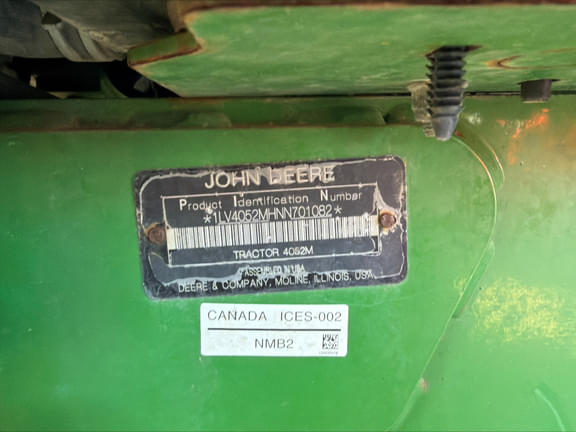 JOHN DEERE
Product Identification Number
*1LV4052MHNN701082*
TRACTOR 4052M
ASSEMBLED IN USA
DEERE & COMPANY, MOLINE, ILLINOIS, USA
CANADA ICES-002
NMB2